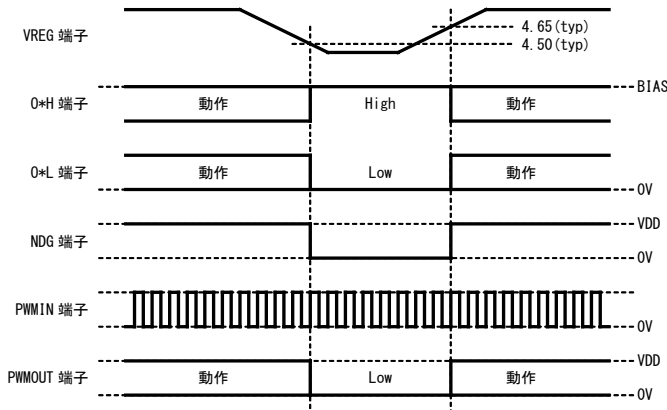 VREG 端子
4.65(typ)
4.50(typ)
O*H 端子
動作
High
動作
BIAS
O*L 端子
動作
Low
動作
0V
NDG 端子
VDD
0V
PWMIN 端子
0V
PWMOUT 端子
動作
Low
動作
VDD
0V